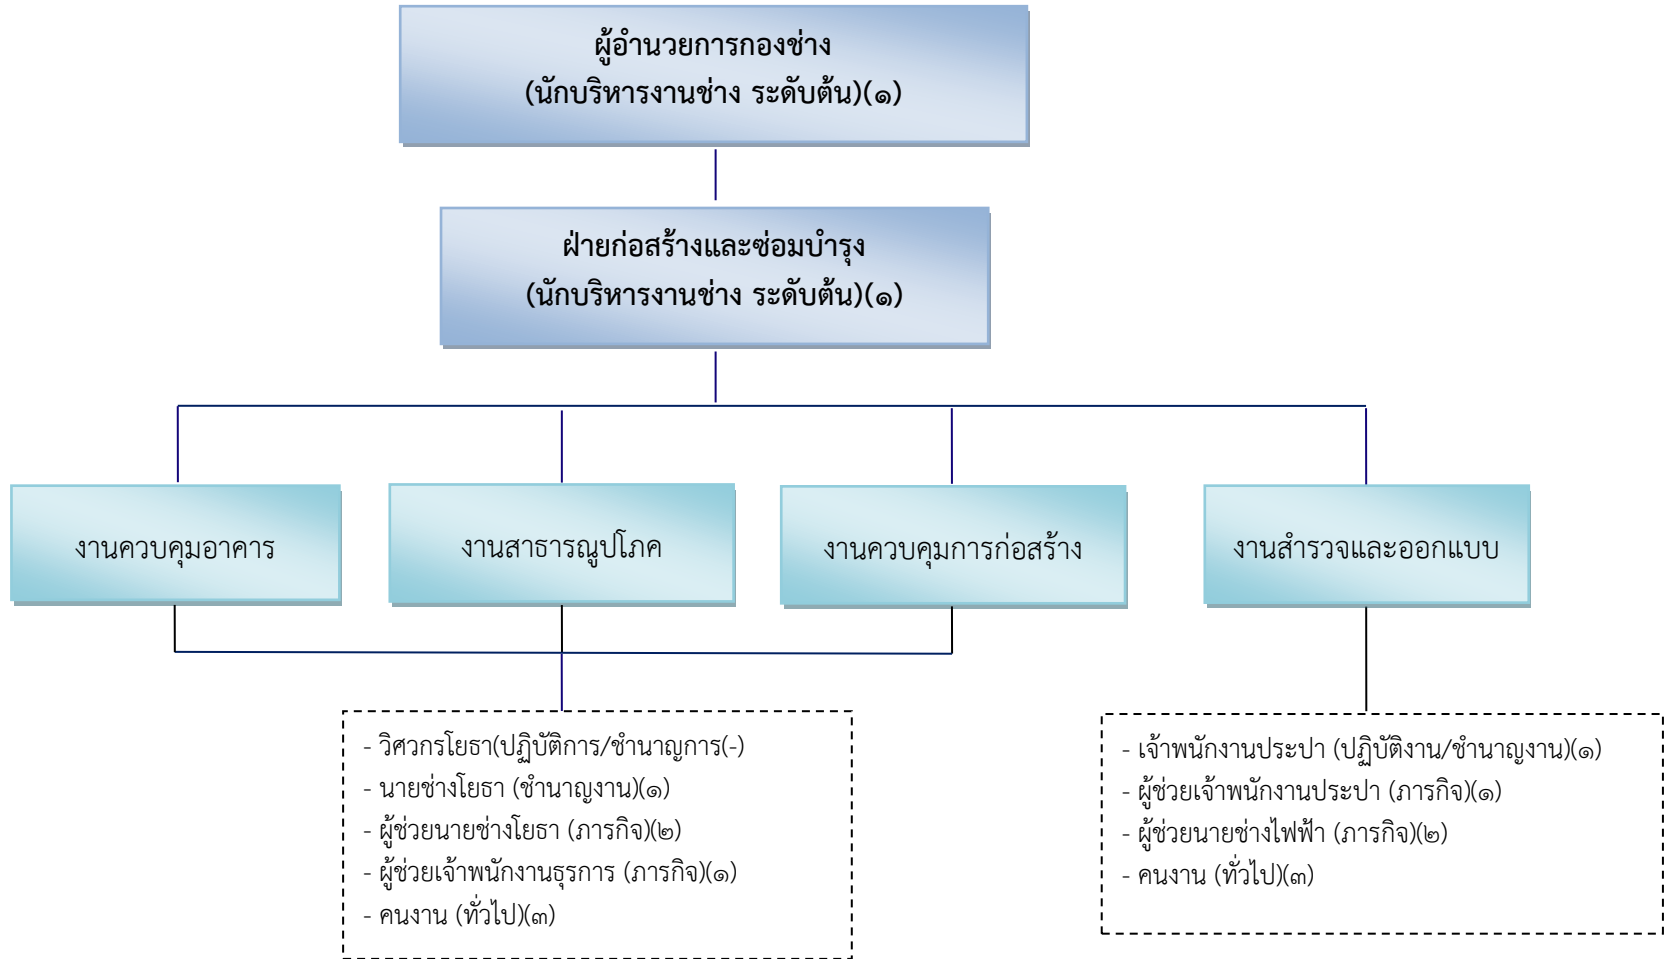 ผู้อำนวยการกองช่าง
(นักบริหารงานช่าง ระดับต้น)(๑)
ฝ่ายก่อสร้างและซ่อมบำรุง
(นักบริหารงานช่าง ระดับต้น)(๑)
งานควบคุมอาคาร
งานสาธารณูปโภค
งานควบคุมการก่อสร้าง
งานสำรวจและออกแบบ
- วิศวกรโยธา(ปฏิบัติการ/ชำนาญการ(-)
- นายช่างโยธา (ชำนาญงาน)(๑)
- ผู้ช่วยนายช่างโยธา (ภารกิจ)(๒)
- ผู้ช่วยเจ้าพนักงานธุรการ (ภารกิจ)(๑)
- คนงาน (ทั่วไป)(๓)
- เจ้าพนักงานประปา (ปฏิบัติงาน/ชำนาญงาน)(๑)
- ผู้ช่วยเจ้าพนักงานประปา (ภารกิจ)(๑)
- ผู้ช่วยนายช่างไฟฟ้า (ภารกิจ)(๒)
- คนงาน (ทั่วไป)(๓)